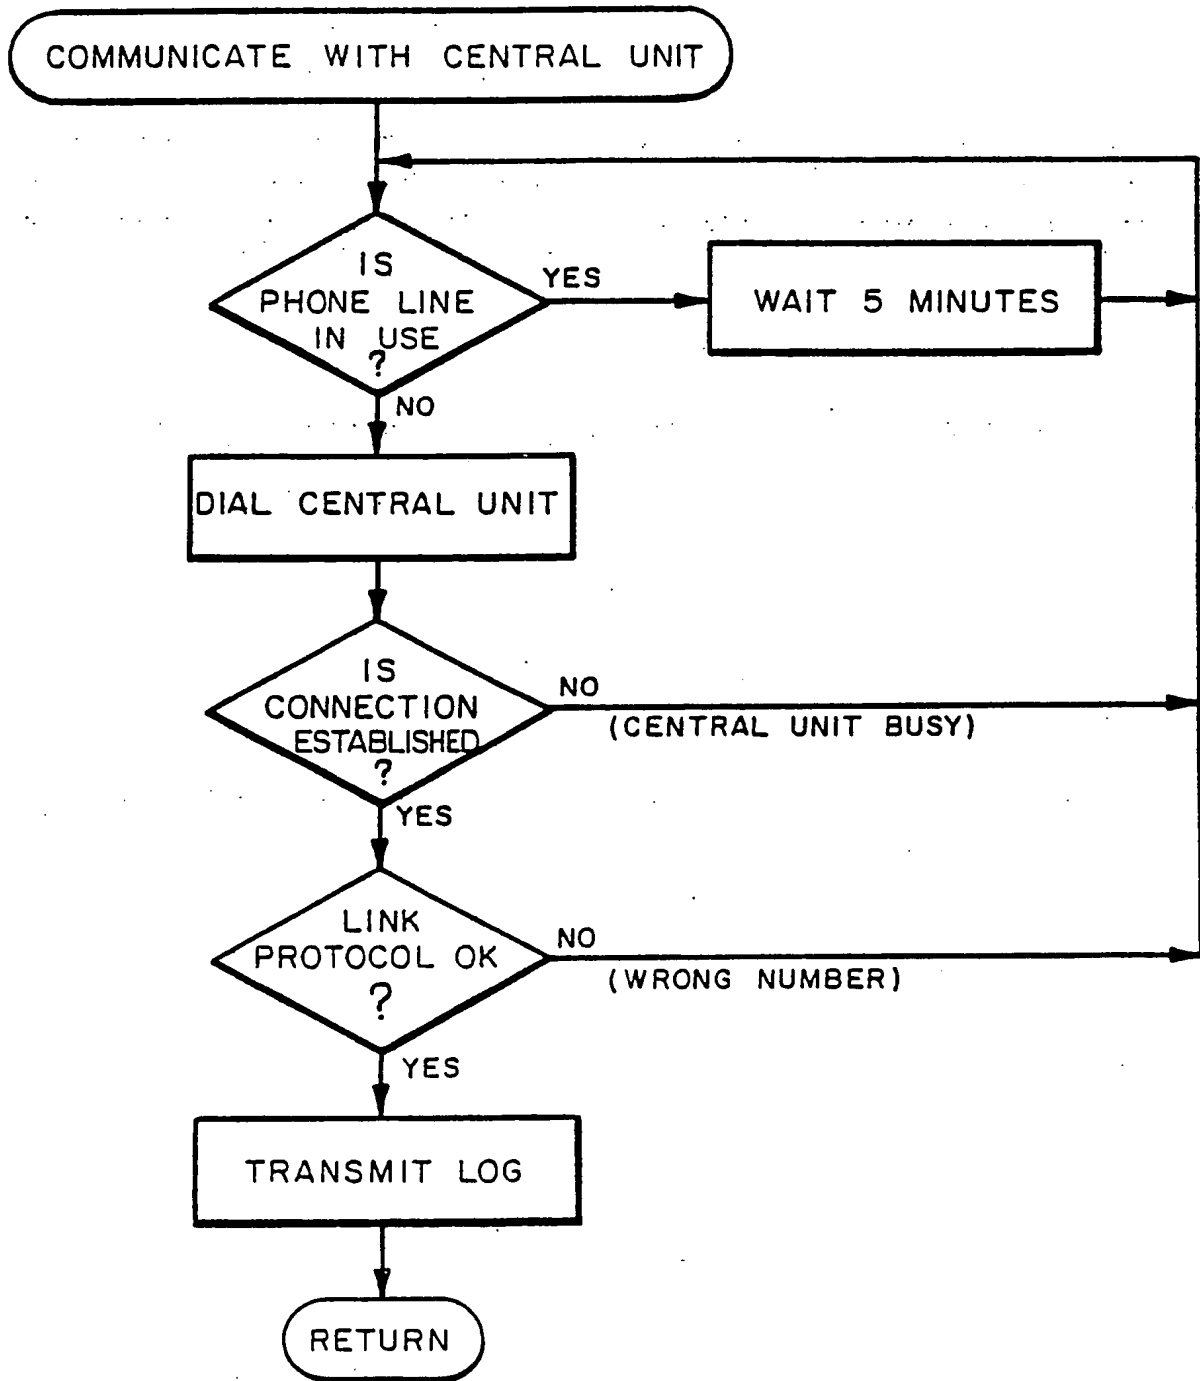 COMMUNICATE WITH CENTRAL UNIT
IS
PHONE LINE
IN USE
?
YES
WAIT 5 MINUTES
NO
DIAL CENTRAL UNIT
IS
CONNECTION
ESTABLISHED
?
NO
(CENTRAL UNIT BUSY)
YES
LINK
PROTOCOL OK
?
NO
(WRONG NUMBER)
YES
TRANSMIT LOG
RETURN